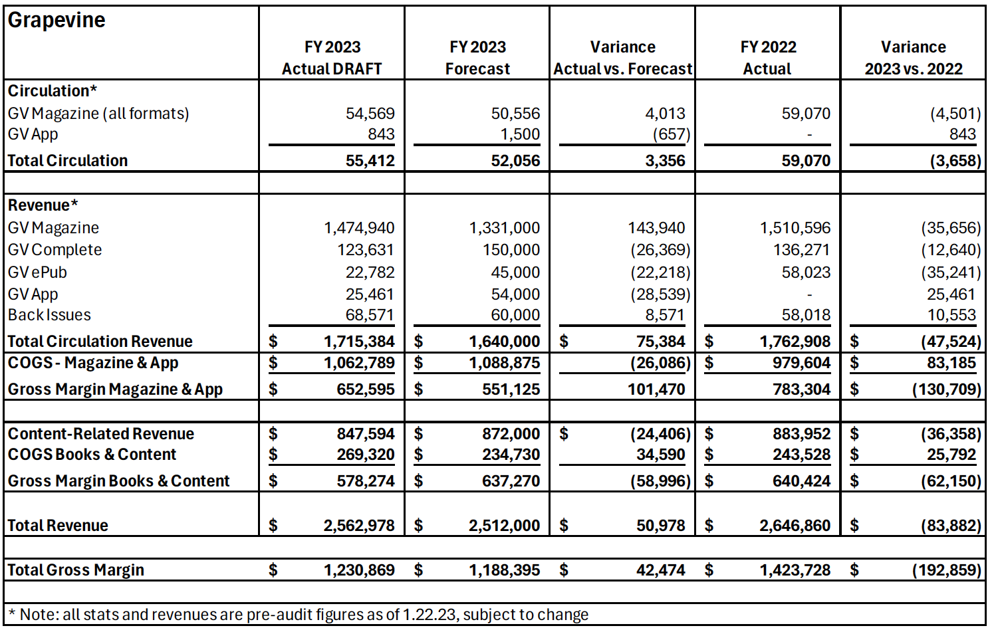 Grapevine
FY 2023 FY 2023 Variance FY 2022 Variance
Actual DRAFT Forecast Actual vs. Forecast Actual 2023 vs. 2022
Circulation*
GV Magazine (all formats) 54,569 50,556 4,013 59,070 (4,501)
GV App 843 1,500 (657) - 843
Total Circulation 55,412 52,056 3,356 59,070 (3,658)
Revenue*
GV Magazine 1,474,940 1,331,000 143,940 1,510,596 (35,656)
GV Complete 123,631 150,000 (26,369) 136,271 (12,640)
GV ePub 22,782 45,000 (22,218) 58,023 (35,241)
GV App 25,461 54,000 (28,539) - 25,461
Back Issues 68,571 60,000 8,571 58,018 10,553
Total Circulation Revenue $ 1,715,384 $ 1,640,000 $ 75,384 $ 1,762,908 $ (47,524)
COGS - Magazine & App $ 1,062,789 $ 1,088,875 (26,086) $ 979,604 $ 83,185
Gross Margin Magazine & App $ 652,595 $ 551,125 101,470 783,304 $ (130,709)
Content-Related Revenue $ 847,594 $ 872,000 $ (24,406) $ 883,952 $ (36,358)
COGS Books & Content $ 269,320 $ 234,730 34,590 $ 243,528 $ 25,792
Gross Margin Books & Content $ 578,274 $ 637,270 (58,996) $ 640,424 $ (62,150)
Total Revenue $ 2,562,978 $ 2,512,000 $ 50,978 $ 2,646,860 $ (83,882)
Total Gross Margin $ 1,230,869 $ 1,188,395 $ 42,474 $ 1,423,728 $ (192,859)
* Note: all stats and revenues are pre-audit figures as of 1.22.23, subject to change